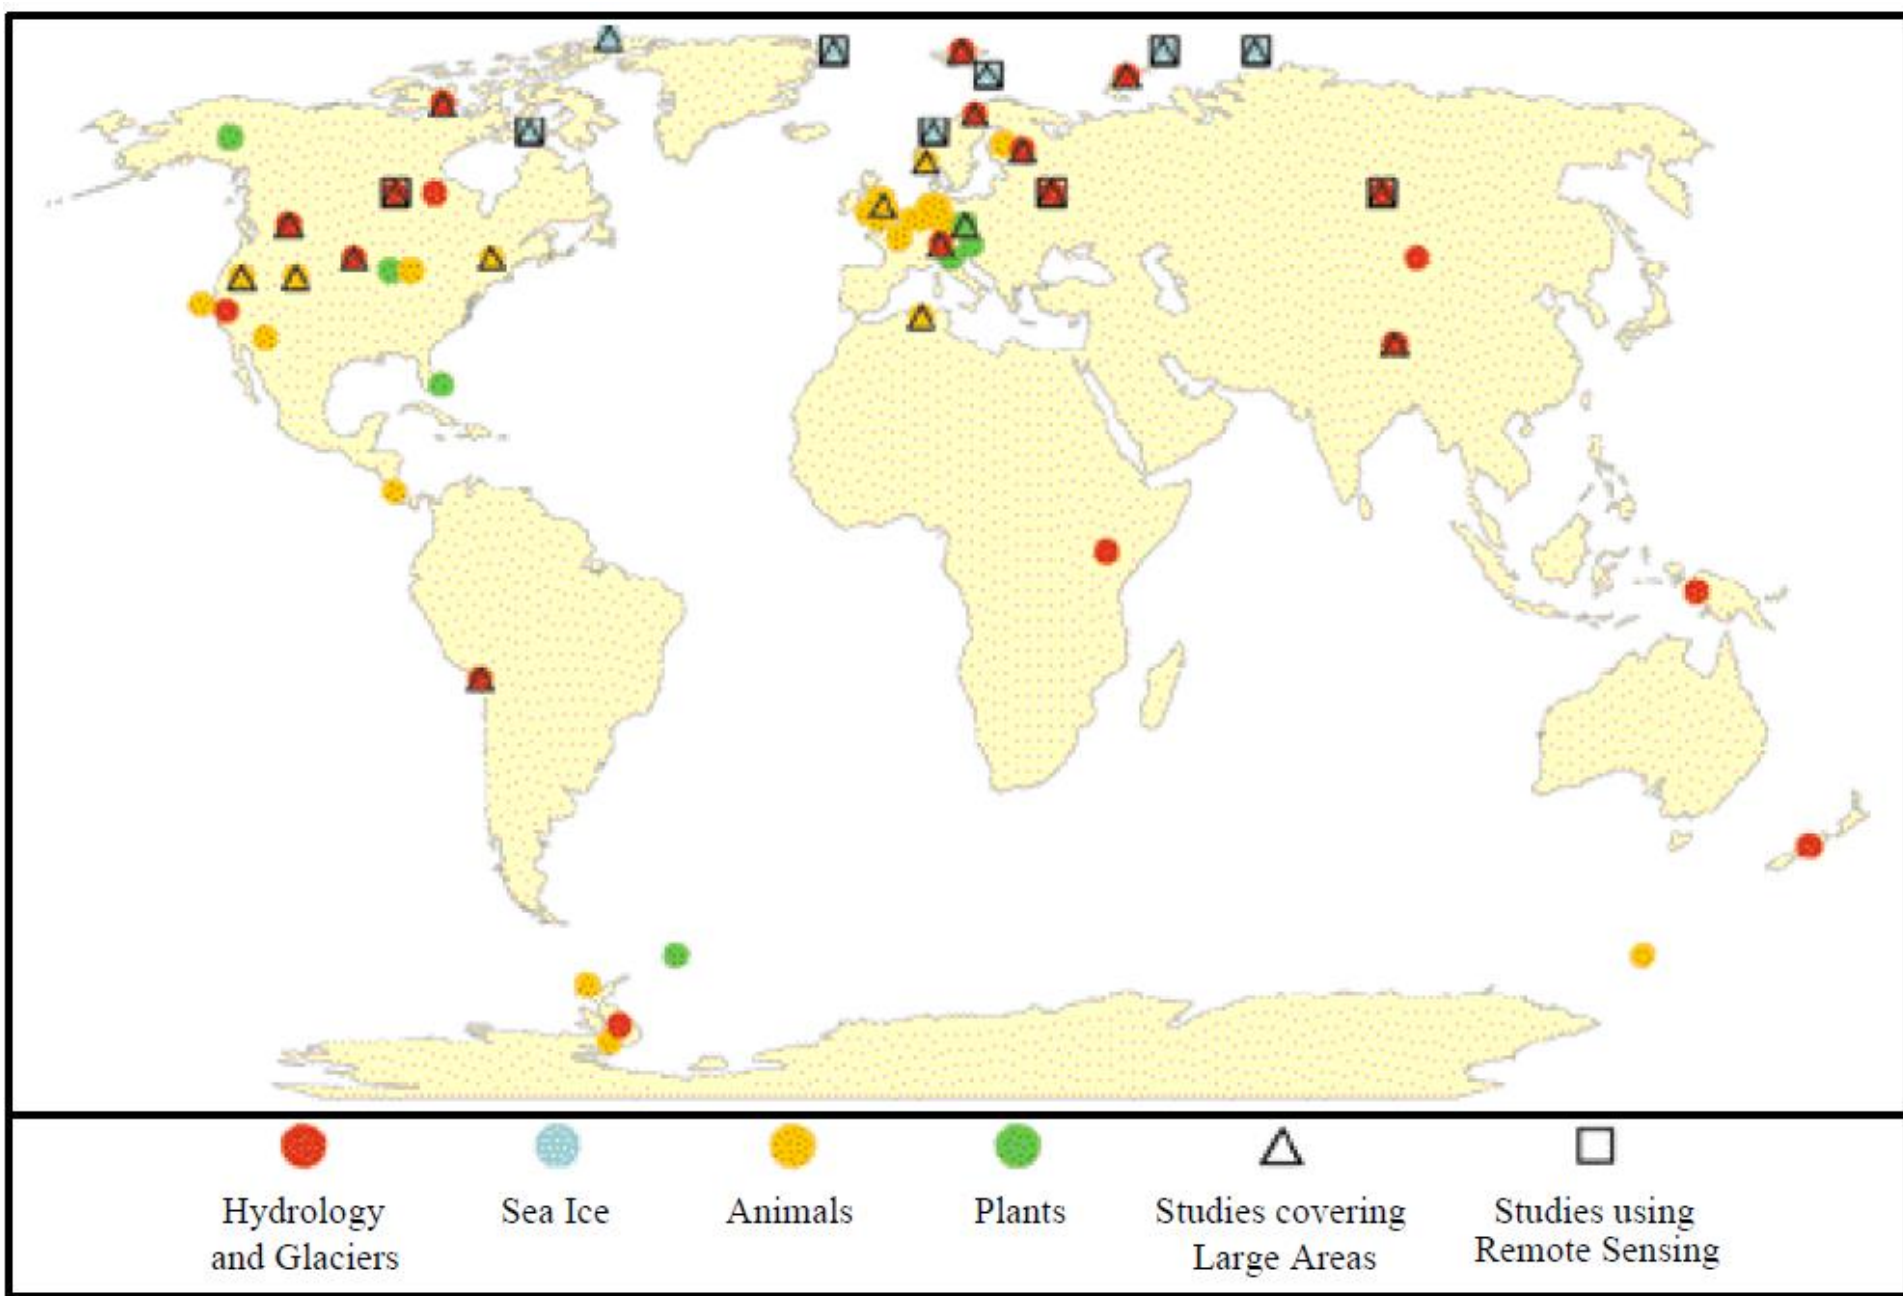 Hydrology
and Glaciers
Sea Ice
Animals
Plants
Studies covering
Large Areas
Studies using
Remote Sensing